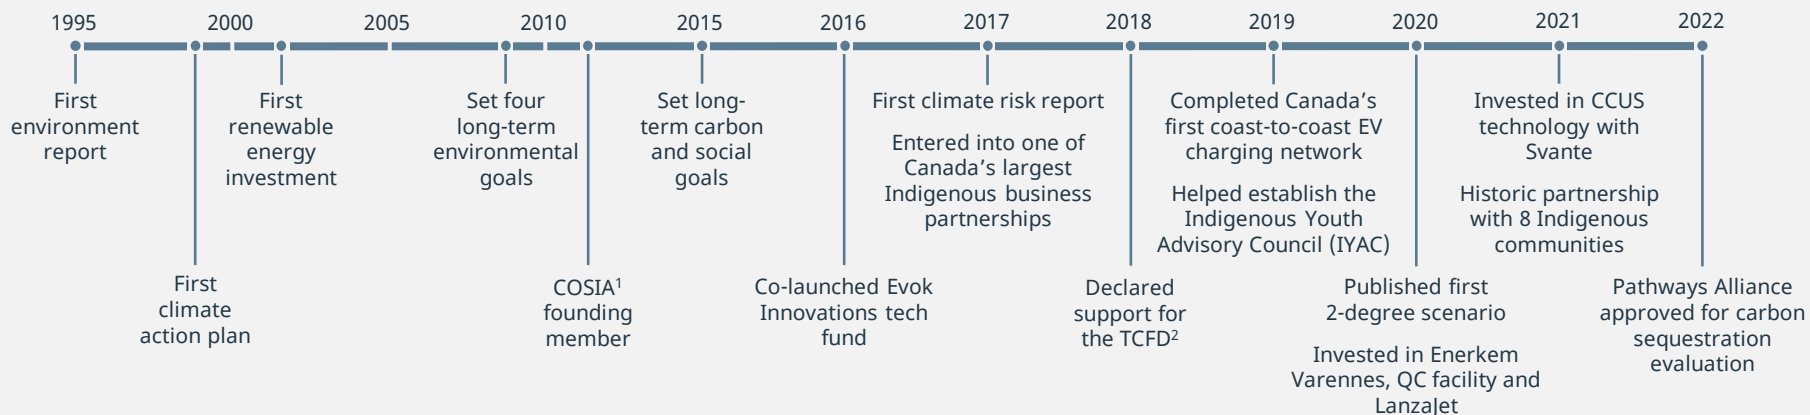 1995 2000 2005 2010 2015 2016 2017 2018 2019 2020 2021 2022
First
environment
report
First
climate
action plan
First
renewable
energy
investment
Set four
long-term
environmental
goals
COSIA¹
founding
member
Set long-
term carbon
and social
goals
Co-launched Evok
Innovations tech
fund
First climate risk report
Entered into one of
Canada's largest
Indigenous business
partnerships
Declared
support for
the TCFD²
Completed Canada's
first coast-to-coast EV
charging network
Helped establish the
Indigenous Youth
Advisory Council (IYAC)
Published first
2-degree scenario
Invested in Enerkem
Varennes, QC facility and
LanzaJet
Invested in CCUS
technology with
Svante
Historic partnership
with 8 Indigenous
communities
Pathways Alliance
approved for carbon
sequestration
evaluation